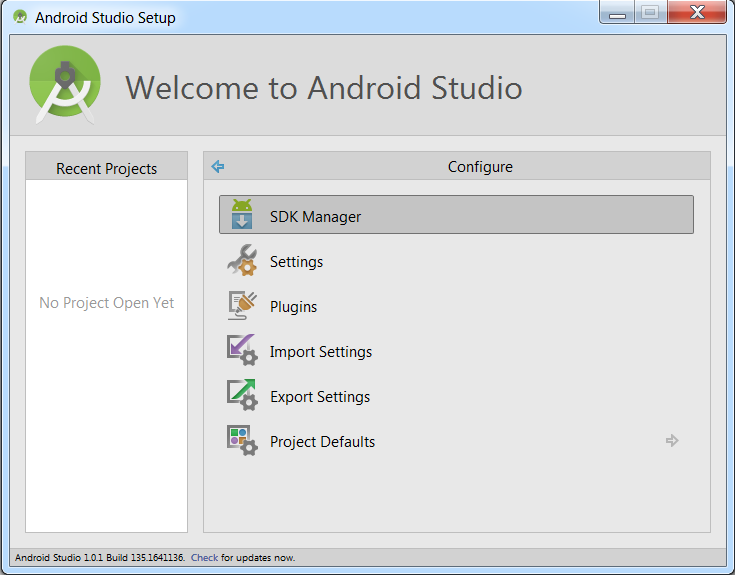 Android Studio Setup
Welcome to Android Studio
Recent Projects
No Project Open Yet
Configure
SDK Manager
Settings
Plugins
Import Settings
Export Settings
Project Defaults
Android Studio 1.0.1 Build 135.1641136. Check for updates now.